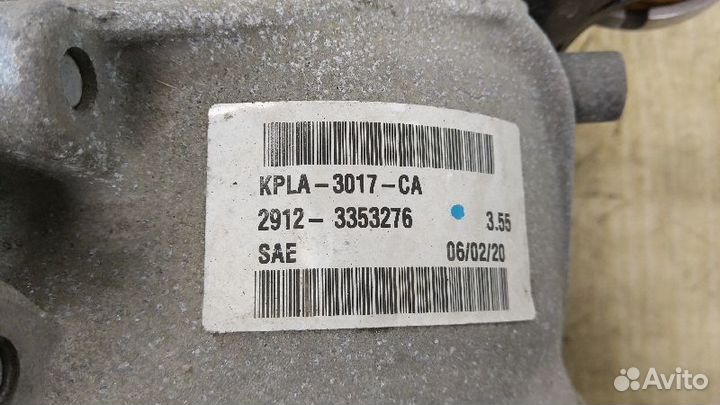 KPLA-3017-CA
2912-3353276 3.55
SAE 06/02/20
Avito